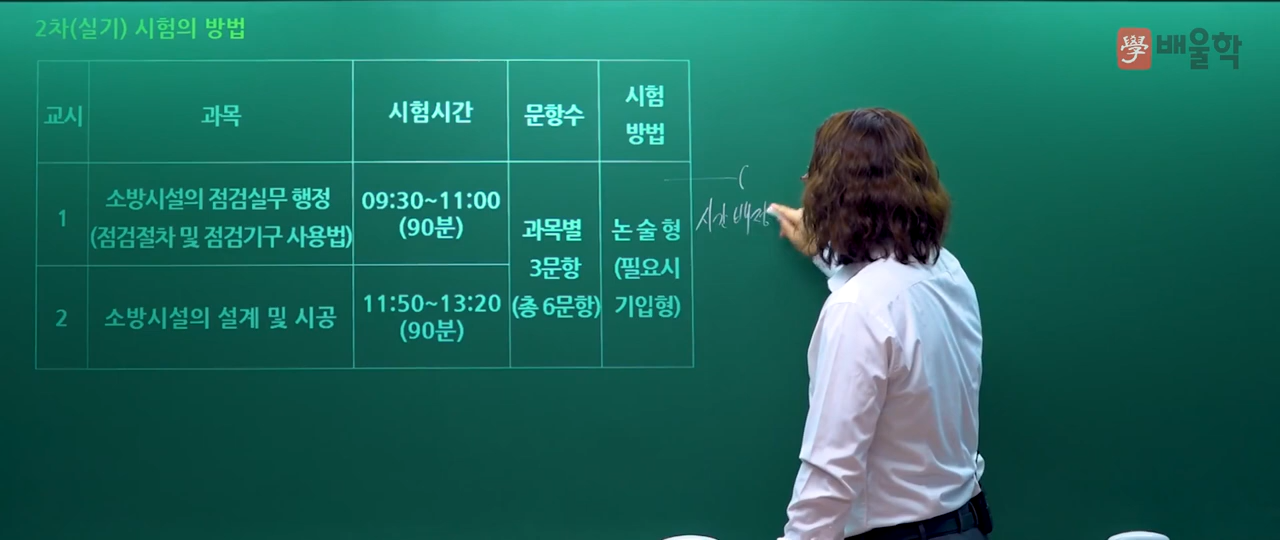 2차(실기) 시험의 방법
學 배울학
교시
과목
시험시간
문항수
시험
방법
1
소방시설의 점검실무 행정
(점검절차 및 점검기구 사용법)
09:30~11:00
(90분)
과목별
3문항
(총 6문항)
논 술 형
(필요시
기입형)
2
소방시설의 설계 및 시공
11:50~13:20
(90분)
시간 배정